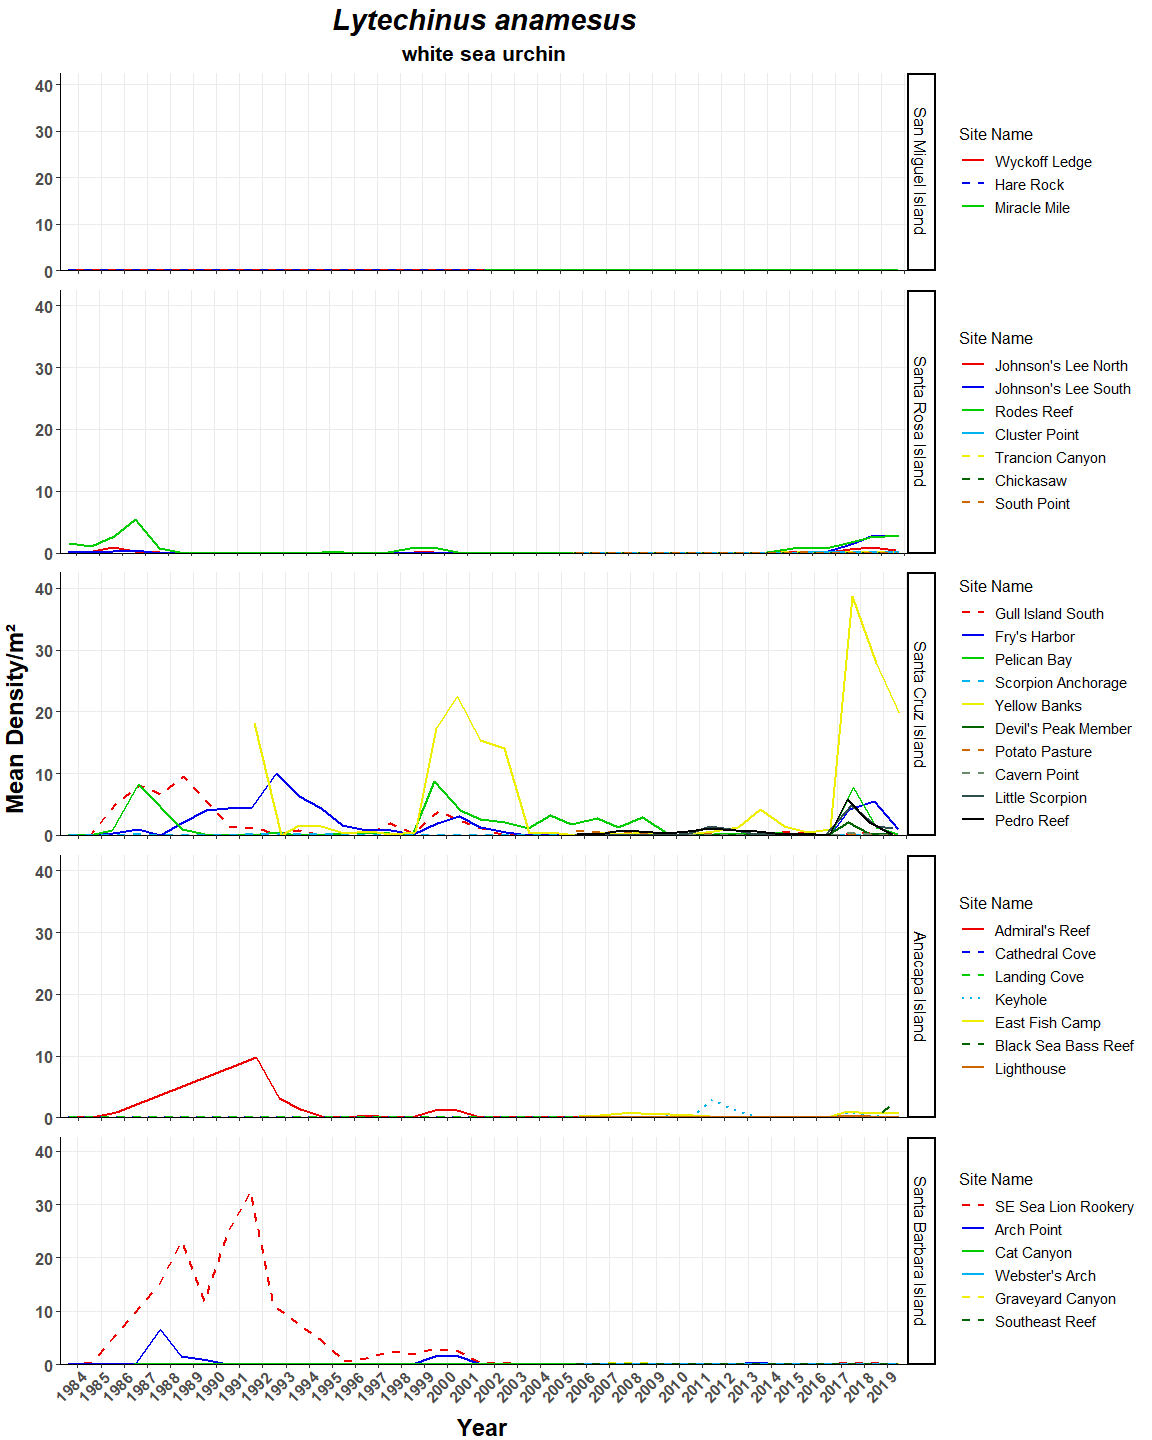 Lytechinus anamesus
white sea urchin
Mean Density/m²
40
30
20
10
0
San Miguel Island
Site Name
Wyckoff Ledge
Hare Rock
Miracle Mile
40
30
20
10
0
Santa Rosa Island
Site Name
Johnson's Lee North
Johnson's Lee South
Rodes Reef
Cluster Point
Trancion Canyon
Chickasaw
South Point
40
30
20
10
0
Santa Cruz Island
Site Name
Gull Island South
Fry's Harbor
Pelican Bay
Scorpion Anchorage
Yellow Banks
Devil's Peak Member
Potato Pasture
Cavern Point
Little Scorpion
Pedro Reef
40
30
20
10
0
Anacapa Island
Site Name
Admiral's Reef
Cathedral Cove
Landing Cove
Keyhole
East Fish Camp
Black Sea Bass Reef
Lighthouse
40
30
20
10
0
Santa Barbara Island
Site Name
SE Sea Lion Rookery
Arch Point
Cat Canyon
Webster's Arch
Graveyard Canyon
Southeast Reef
1984 1985 1986 1987 1988 1989 1990 1991 1992 1993 1994 1995 1996 1997 1998 1999 2000 2001 2002 2003 2004 2005 2006 2007 2008 2009 2010 2011 2012 2013 2014 2015 2016 2017 2018 2019
Year